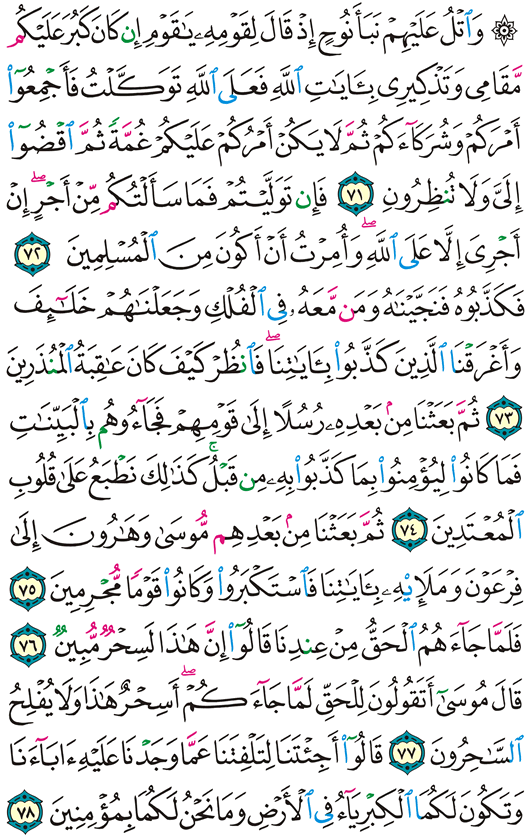 ۞ وَٱتْلُ عَلَيْهِمْ نَبَأَ نُوحٍ إِذْ قَالَ لِقَوْمِهِۦ يَـٰقَوْمِ إِن كَانَ كَبُرَ عَلَيْكُم
مَّقَامِى وَتَذْكِيرِى بِـَٔايَـٰتِ ٱللَّهِ فَعَلَى ٱللَّهِ تَوَكَّلْتُ فَأَجْمِعُوٓا۟
أَمْرَكُمْ وَشُرَكَآءَكُمْ ثُمَّ لَا يَكُنْ أَمْرُكُمْ عَلَيْكُمْ غُمَّةً ثُمَّ ٱقْضُوٓا۟
إِلَىَّ وَلَا تُنظِرُونِ ٧١ فَإِن تَوَلَّيْتُمْ فَمَا سَأَلْتُكُم مِّنْ أَجْرٍ ۖ إِنْ
أَجْرِىَ إِلَّا عَلَى ٱللَّهِ ۖ وَأُمِرْتُ أَنْ أَكُونَ مِنَ ٱلْمُسْلِمِينَ ٧٢
فَكَذَّبُوهُ فَنَجَّيْنَـٰهُ وَمَن مَّعَهُۥ فِى ٱلْفُلْكِ وَجَعَلْنَـٰهُمْ خَلَـٰٓئِفَ
وَأَغْرَقْنَا ٱلَّذِينَ كَذَّبُوا۟ بِـَٔايَـٰتِنَا ۖ فَٱنظُرْ كَيْفَ كَانَ عَـٰقِبَةُ ٱلْمُنذَرِينَ
٧٣ ثُمَّ بَعَثْنَا مِنۢ بَعْدِهِۦ رُسُلًا إِلَىٰ قَوْمِهِمْ فَجَآءُوهُم بِٱلْبَيِّنَـٰتِ
فَمَا كَانُوا۟ لِيُؤْمِنُوا۟ بِمَا كَذَّبُوا۟ بِهِۦ مِن قَبْلُ ۚ كَذَٰلِكَ نَطْبَعُ عَلَىٰ قُلُوبِ
ٱلْمُعْتَدِينَ ٧٤ ثُمَّ بَعَثْنَا مِنۢ بَعْدِهِم مُّوسَىٰ وَهَـٰرُونَ إِلَىٰ
فِرْعَوْنَ وَمَلَإِي۟هِۦ بِـَٔايَـٰتِنَا فَٱسْتَكْبَرُوا۟ وَكَانُوا۟ قَوْمًا مُّجْرِمِينَ ٧٥
فَلَمَّا جَآءَهُمُ ٱلْحَقُّ مِنْ عِندِنَا قَالُوٓا۟ إِنَّ هَـٰذَا لَسِحْرٌ مُّبِينٌ ٧٦
قَالَ مُوسَىٰٓ أَتَقُولُونَ لِلْحَقِّ لَمَّا جَآءَكُمْ ۖ أَسِحْرٌ هَـٰذَا وَلَا يُفْلِحُ
ٱلسَّـٰحِرُونَ ٧٧ قَالُوٓا۟ أَجِئْتَنَا لِتَلْفِتَنَا عَمَّا وَجَدْنَا عَلَيْهِ ءَابَآءَنَا
وَتَكُونَ لَكُمَا ٱلْكِبْرِيَآءُ فِى ٱلْأَرْضِ وَمَا نَحْنُ لَكُمَا بِمُؤْمِنِينَ ٧٨